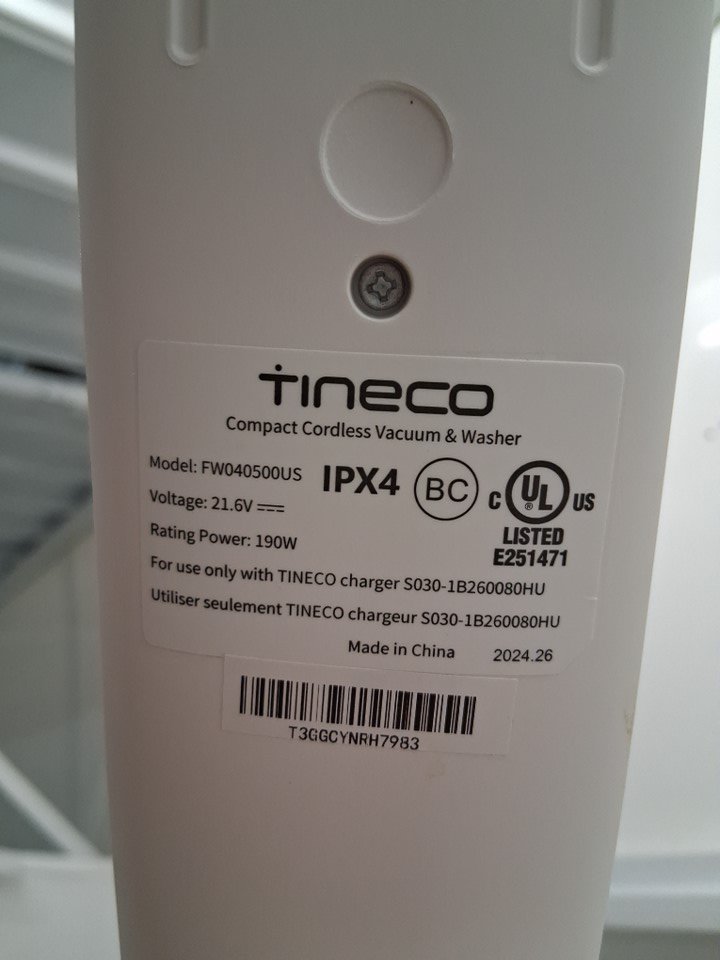 TINECO
Compact Cordless Vacuum & Washer
Model: FW040500US
IPX4
BC
C UL® US
LISTED
E251471
Voltage: 21.6V ⎓
Rating Power: 190W
For use only with TINECO charger S030-1B260080HU
Utiliser seulement TINECO chargeur S030-1B260080HU
Made in China 2024.26
T3GGCYNRH7983